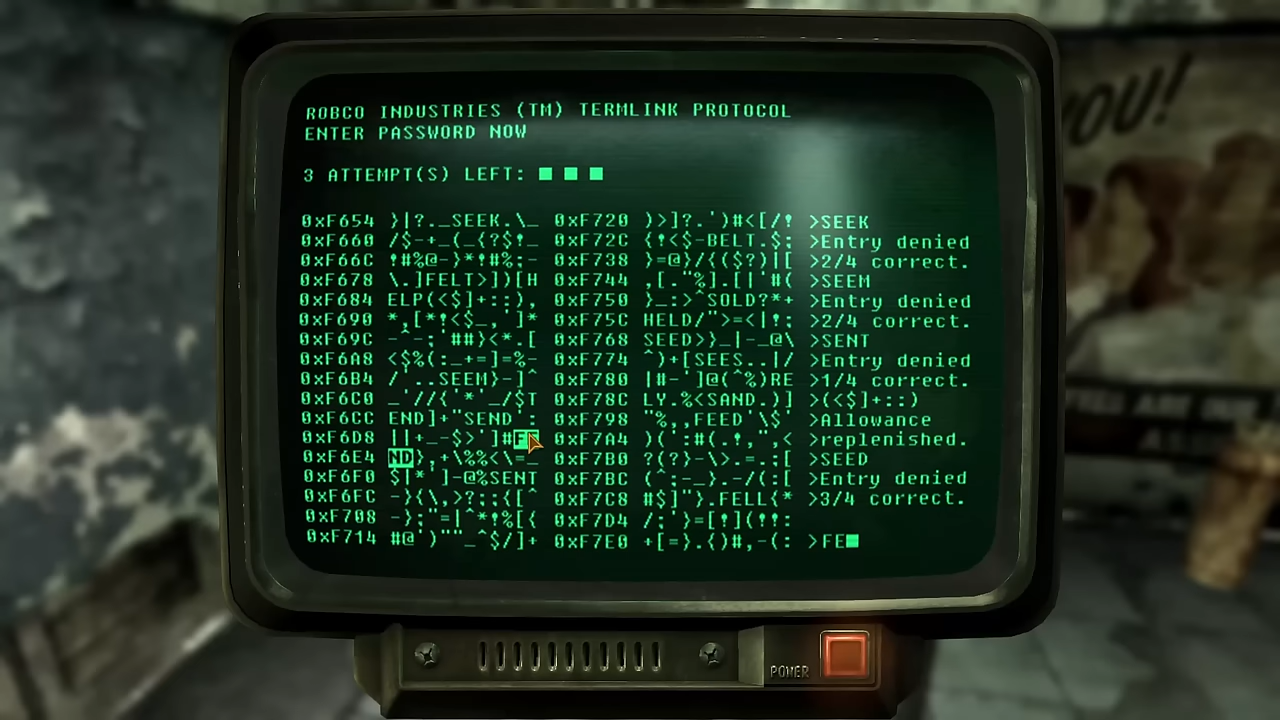 ROBCO INDUSTRIES (TM) TERMLINK PROTOCOL
ENTER PASSWORD NOW
3 ATTEMPT(S) LEFT: ■ ■ ■
0xF654 }|?._SEEK.\_ 0xF720 )>]?.')#<[/! >SEEK
0xF660 /$-+_(_{?$!_ 0xF72C {!<$-BELT.$; >Entry denied
0xF66C !#%@-}*!#%;- 0xF738 }=@}/{($?)|[ >2/4 correct.
0xF678 \.]FELT>])[H 0xF744 ,[."%].[|'#( >SEEM
0xF684 ELP(<$]+::), 0xF750 }_:>^SOLD?*+ >Entry denied
0xF690 *,[*!<$_,']* 0xF75C HELD/">=<|!; >2/4 correct.
0xF69C -^-;'##}<*.[ 0xF768 SEED>}_|-_@\ >SENT
0xF6A8 <$%(:_+=]=%- 0xF774 ^)+[SEES..|/ >Entry denied
0xF6B4 /'..SEEM}-]^ 0xF780 |#-']@(^%)RE >1/4 correct.
0xF6C0 _'//{'*'_/$T 0xF78C LY.%<SAND.)] >(<$]+::)
0xF6CC END]+"SEND': 0xF798 "%,,FEED'\$' >Allowance
0xF6D8 ||+_-$>']#FE 0xF7A4 )(':#(.!,",< >replenished.
0xF6E4 ND},+\%%<\=_ 0xF7B0 ?(?}-\>.=.:[ >SEED
0xF6F0 $|*']-@%SENT 0xF7BC (^;-_}.-/(:[ >Entry denied
0xF6FC -}{\,>?::{[^ 0xF7C8 #$]"}.FELL{* >3/4 correct.
0xF708 -};"=|^*!%[{ 0xF7D4 /;'}=[!](!!:
0xF714 #@')""_^$/]+ 0xF7E0 +[=}.{)#,-(: >FE■
YOU!
POWER